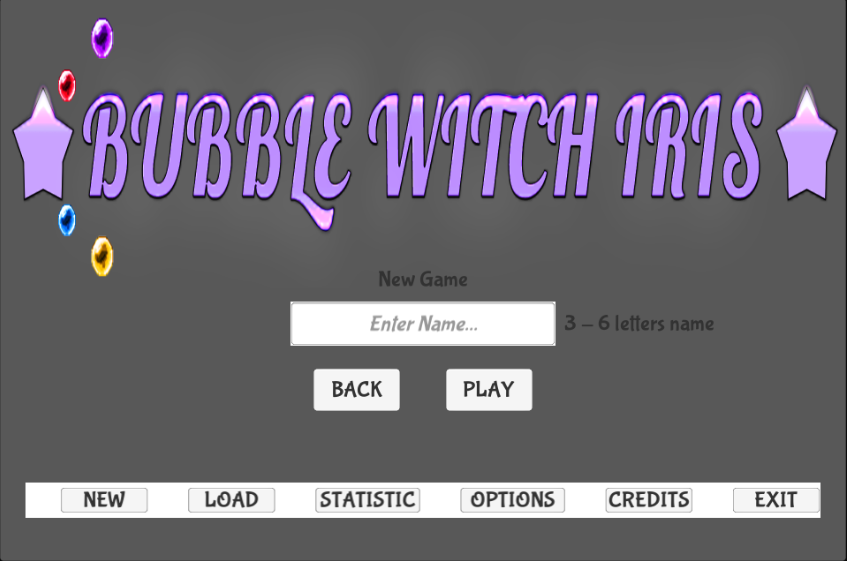 BUBBLE WITCH IRIS
New Game
Enter Name... 3 - 6 letters name
BACK PLAY
NEW LOAD STATISTIC OPTIONS CREDITS EXIT